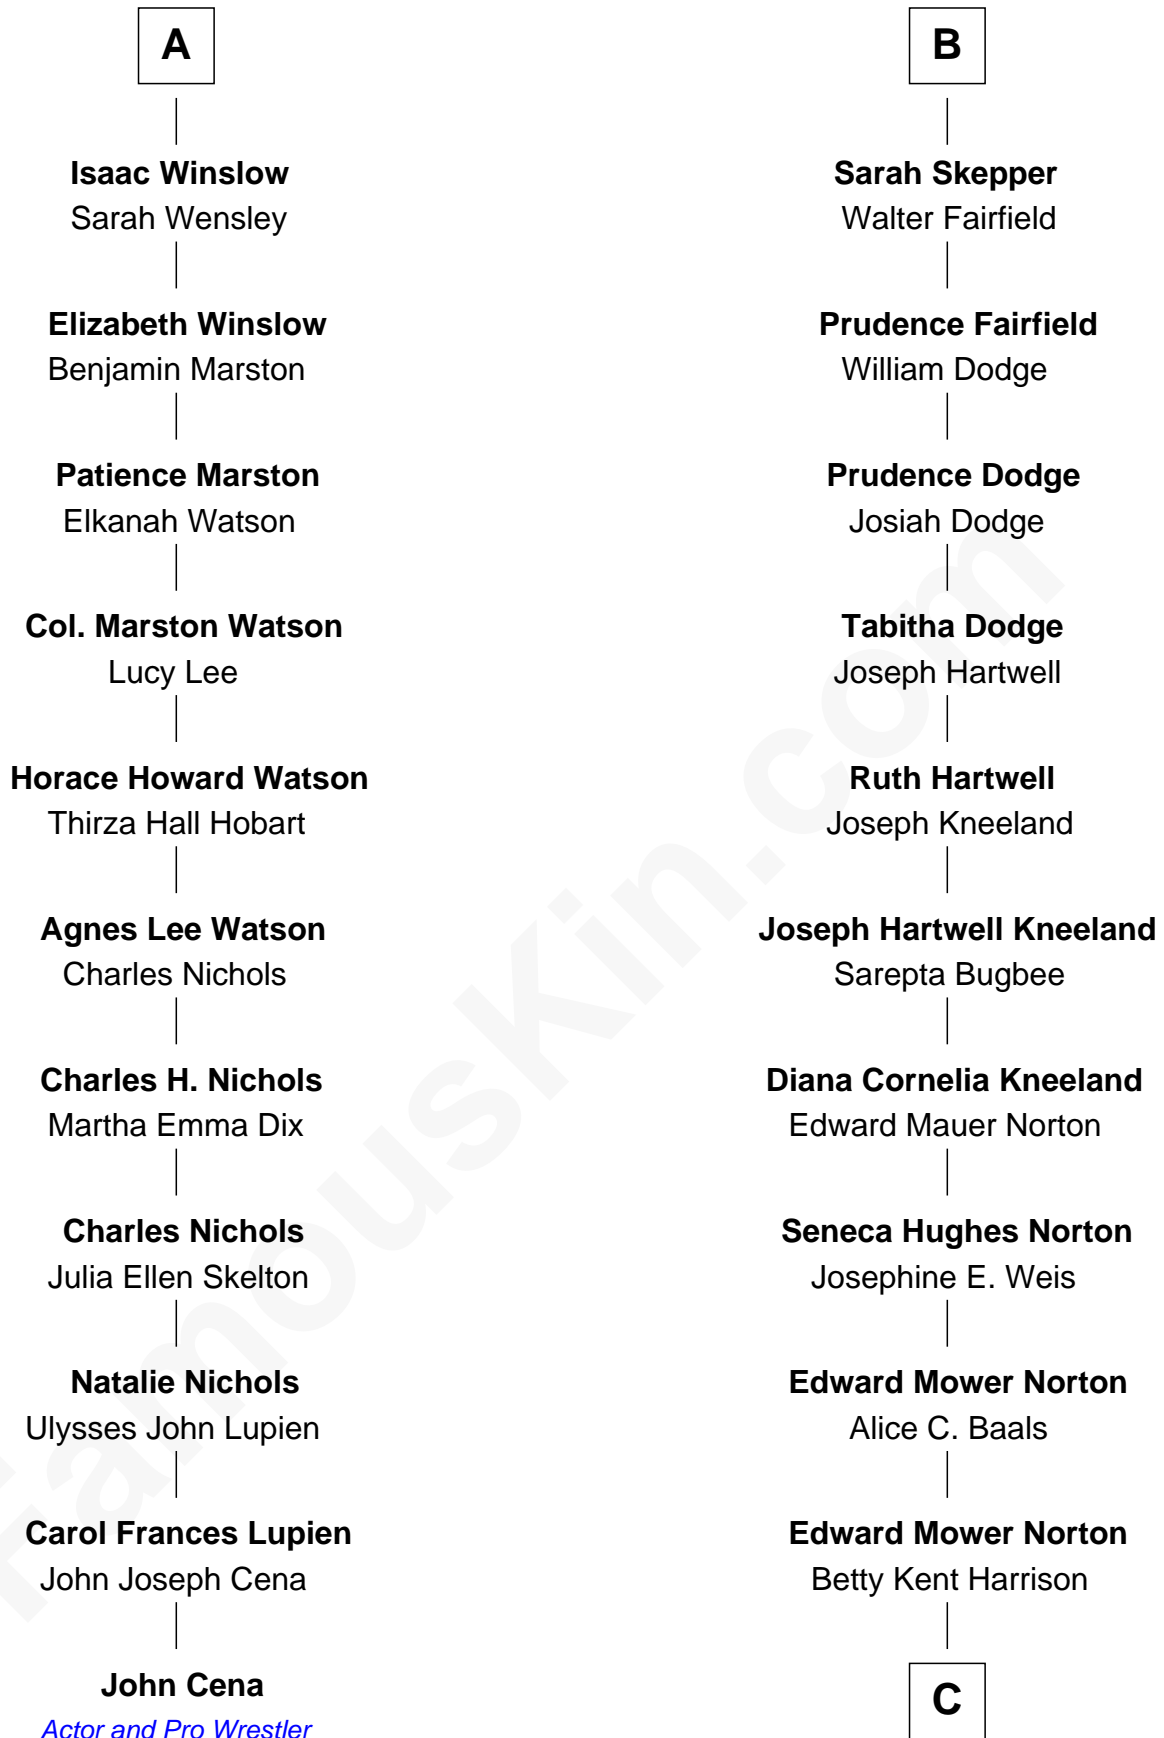 A
Isaac Winslow
Sarah Wensley
Elizabeth Winslow
Benjamin Marston
Patience Marston
Elkanah Watson
Col. Marston Watson
Lucy Lee
Horace Howard Watson
Thirza Hall Hobart
Agnes Lee Watson
Charles Nichols
Charles H. Nichols
Martha Emma Dix
Charles Nichols
Julia Ellen Skelton
Natalie Nichols
Ulysses John Lupien
Carol Frances Lupien
John Joseph Cena
John Cena
Actor and Pro Wrestler
B
Sarah Skepper
Walter Fairfield
Prudence Fairfield
William Dodge
Prudence Dodge
Josiah Dodge
Tabitha Dodge
Joseph Hartwell
Ruth Hartwell
Joseph Kneeland
Joseph Hartwell Kneeland
Sarepta Bugbee
Diana Cornelia Kneeland
Edward Mauer Norton
Seneca Hughes Norton
Josephine E. Weis
Edward Mower Norton
Alice C. Baals
Edward Mower Norton
Betty Kent Harrison
C
FamousKin.com